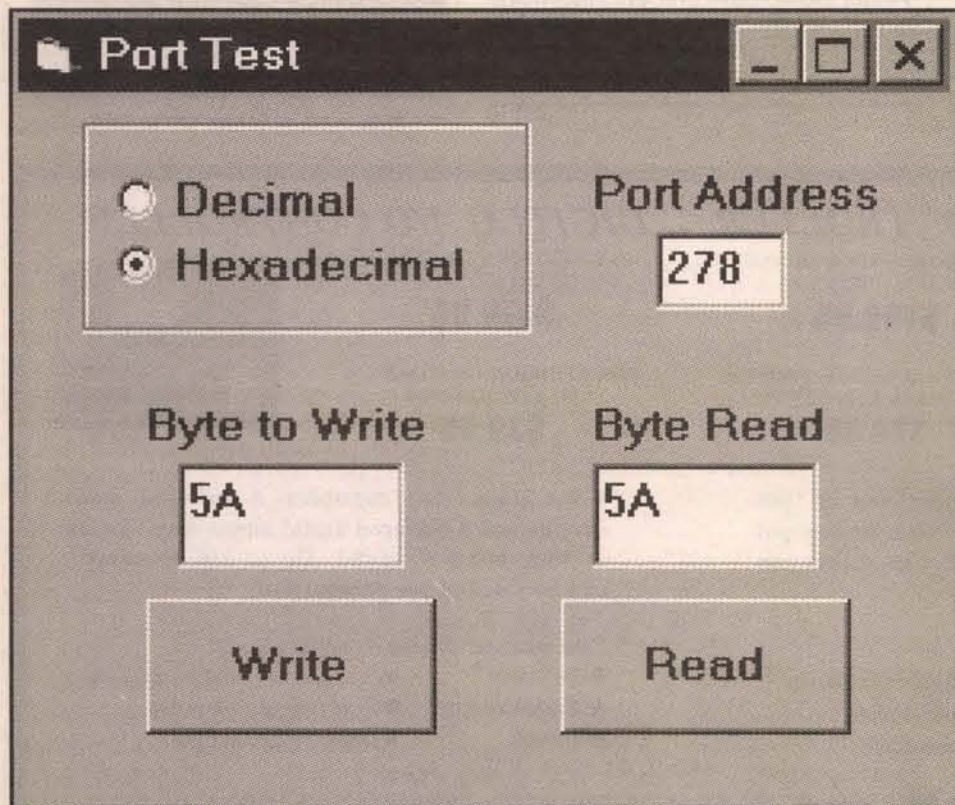 Port Test
Decimal
Hexadecimal
Port Address
278
Byte to Write
Byte Read
5A
5A
Write
Read